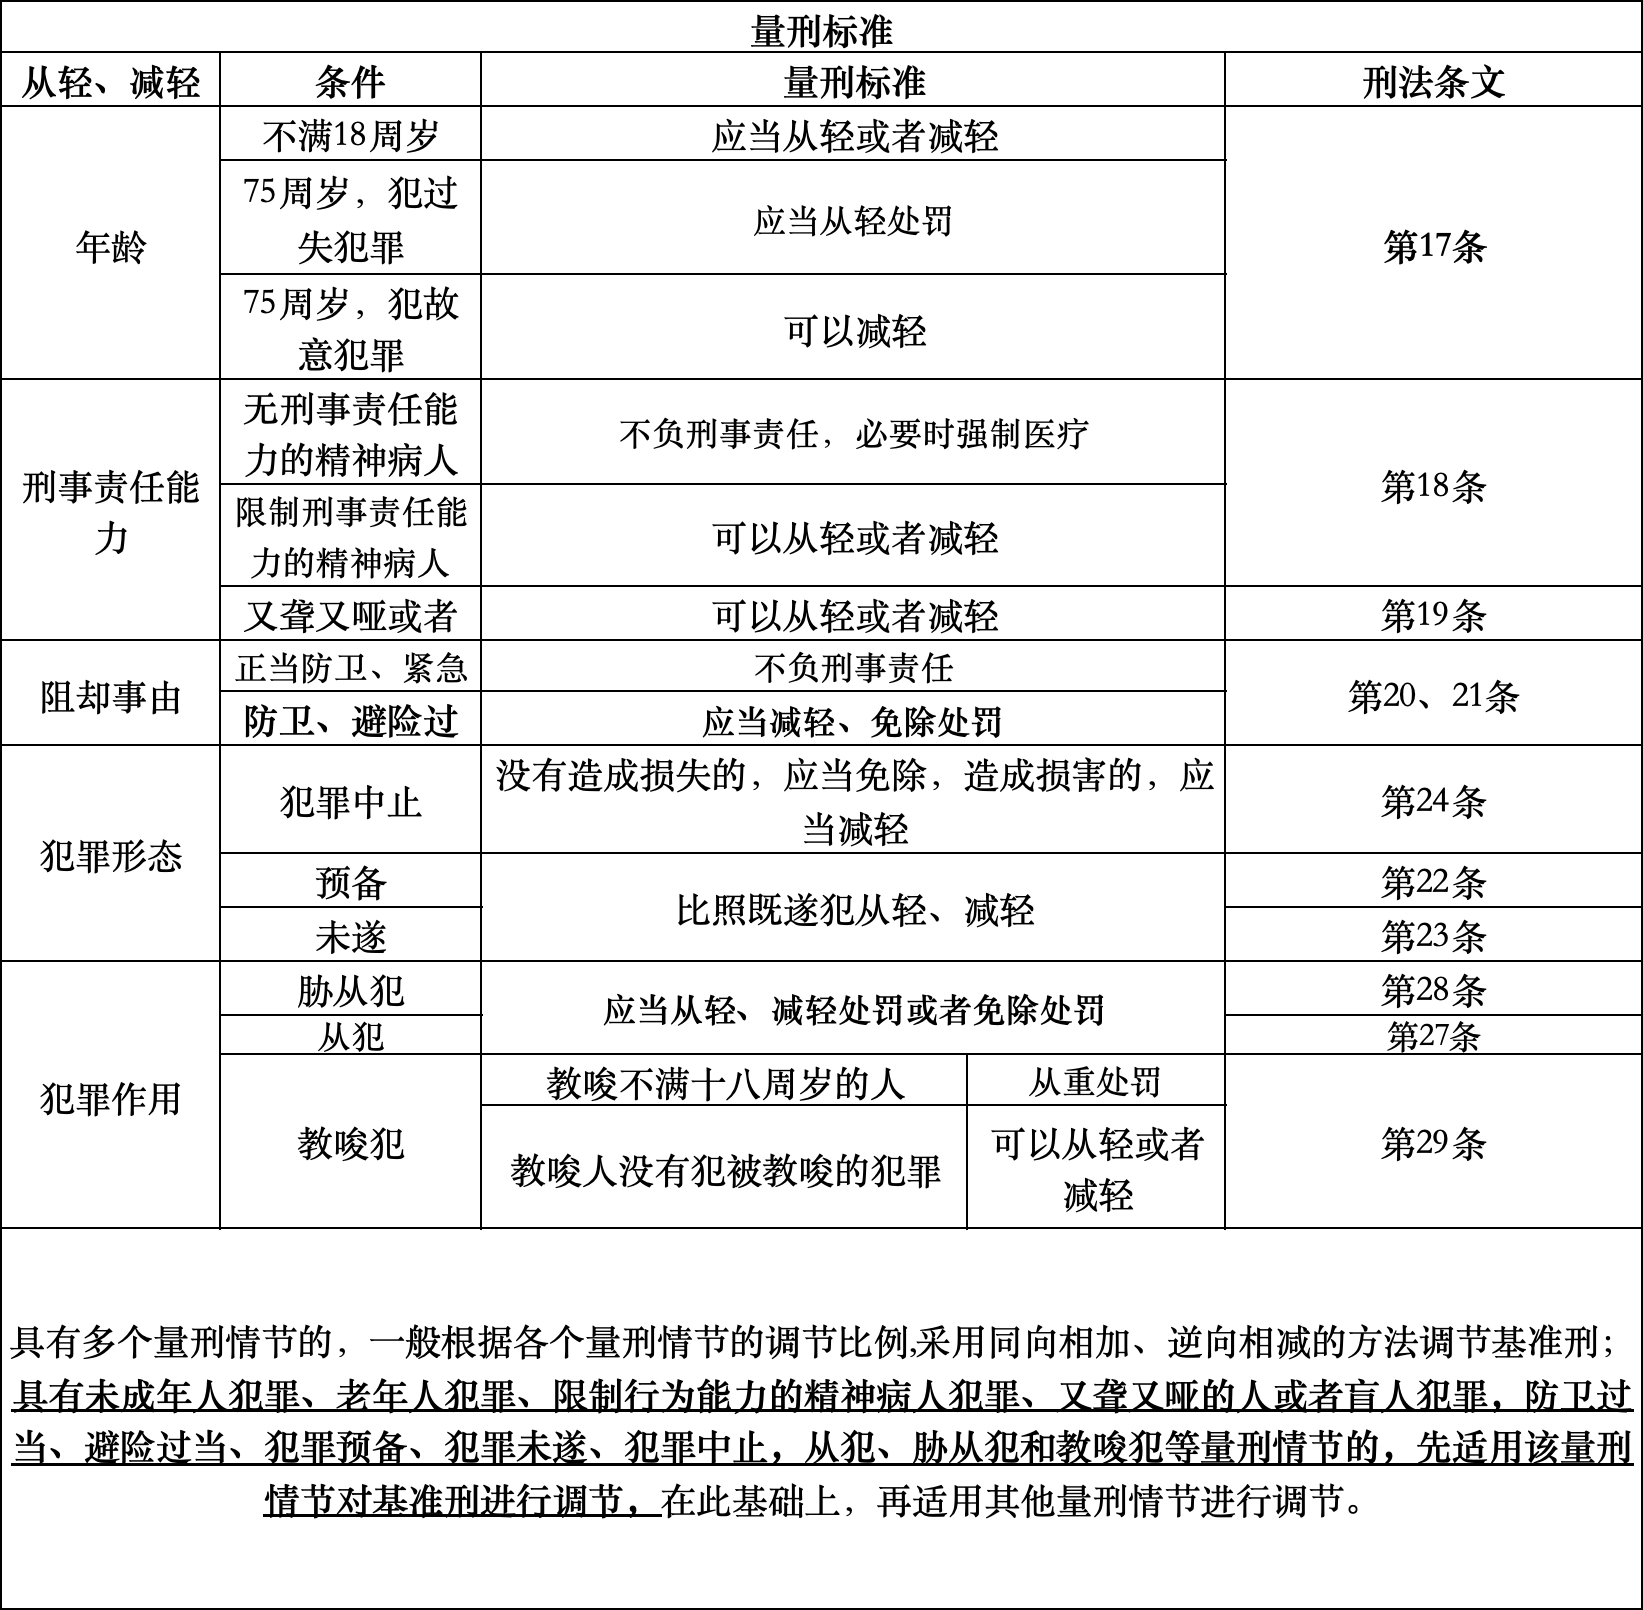 量刑标准
从轻、减轻 条件 量刑标准 刑法条文
年龄
不满18周岁 应当从轻或者减轻
75周岁，犯过
失犯罪
应当从轻处罚
75周岁，犯故
意犯罪
可以减轻
第17条
刑事责任能
力
无刑事责任能
力的精神病人
不负刑事责任，必要时强制医疗
限制刑事责任能
力的精神病人
可以从轻或者减轻
第18条
又聋又哑或者 可以从轻或者减轻 第19条
阻却事由
正当防卫、紧急 不负刑事责任
防卫、避险过 应当减轻、免除处罚
第20、21条
犯罪形态
犯罪中止
没有造成损失的，应当免除，造成损害的，应
当减轻
第24条
预备
未遂
比照既遂犯从轻、减轻
第22条
第23条
犯罪作用
胁从犯
从犯
应当从轻、减轻处罚或者免除处罚
第28条
第27条
教唆犯
教唆不满十八周岁的人 从重处罚
教唆人没有犯被教唆的犯罪
可以从轻或者
减轻
第29条
具有多个量刑情节的，一般根据各个量刑情节的调节比例,采用同向相加、逆向相减的方法调节基准刑；
具有未成年人犯罪、老年人犯罪、限制行为能力的精神病人犯罪、又聋又哑的人或者盲人犯罪，防卫过
当、避险过当、犯罪预备、犯罪未遂、犯罪中止，从犯、胁从犯和教唆犯等量刑情节的，先适用该量刑
情节对基准刑进行调节，在此基础上，再适用其他量刑情节进行调节。